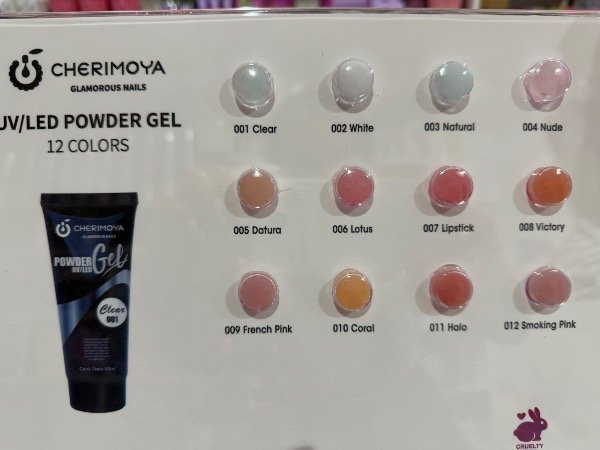 CHERIMOYA
GLAMOROUS NAILS
UV/LED POWDER GEL
12 COLORS
001 Clear
002 White
003 Natural
004 Nude
005 Datura
006 Lotus
007 Lipstick
008 Victory
009 French Pink
010 Coral
011 Halo
012 Smoking Pink
CHERIMOYA
GLAMOROUS NAILS
POWDER Gel
UV/LED
Clear
001
CRUELTY